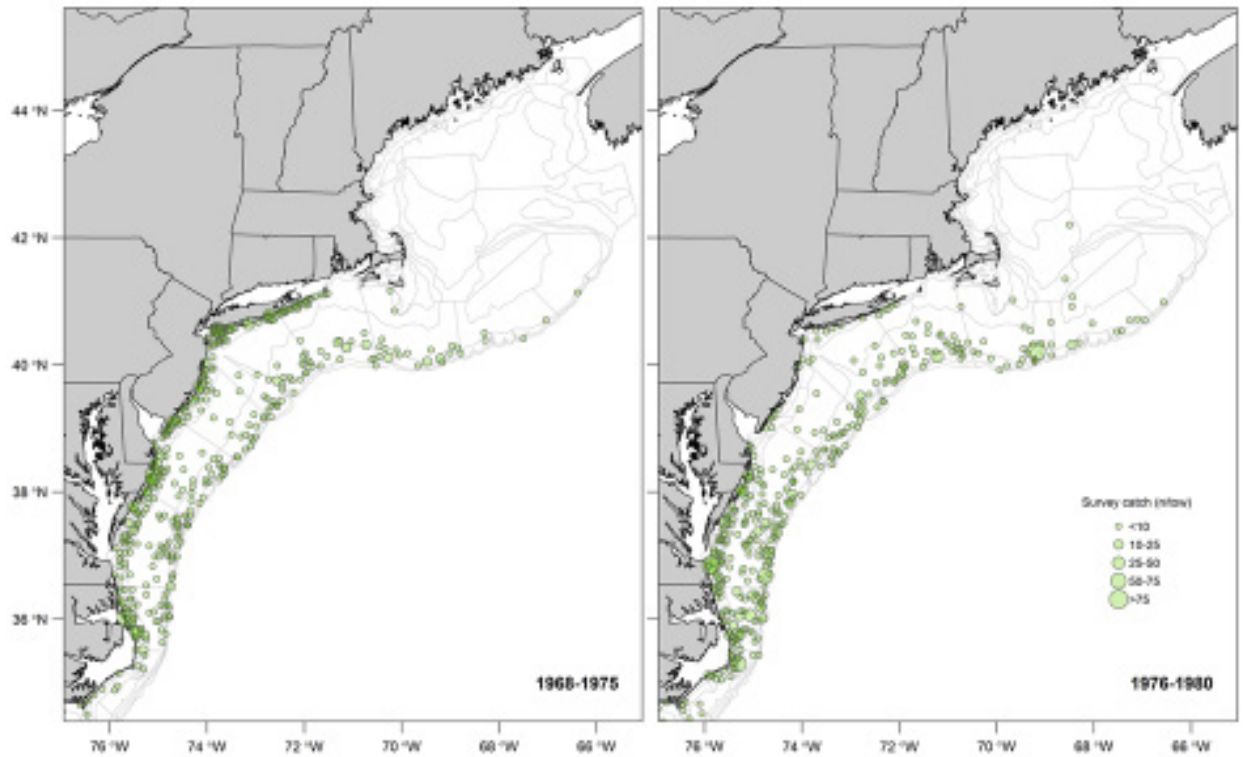 44 °N
42 °N
40 °N
38 °N
36 °N
1968-1975
76 °W
74 °W
72 °W
70 °W
68 °W
66 °W
Survey catch (n/tow)
<10
10-25
25-50
50-75
>75
1976-1980
76 °W
74 °W
72 °W
70 °W
68 °W
66 °W